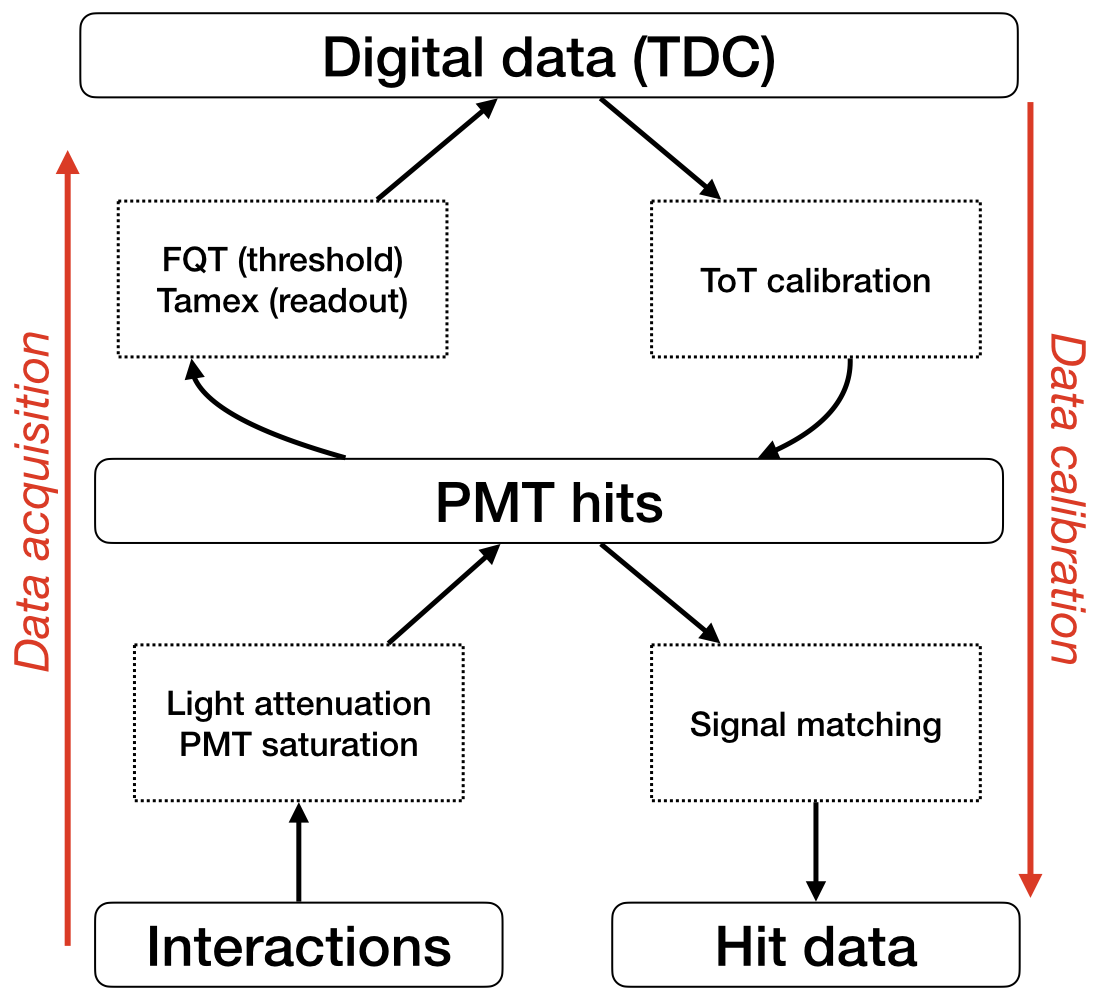 Digital data (TDC)
FQT (threshold)
Tamex (readout)
ToT calibration
Data acquisition
Data calibration
PMT hits
Light attenuation
PMT saturation
Signal matching
Interactions
Hit data